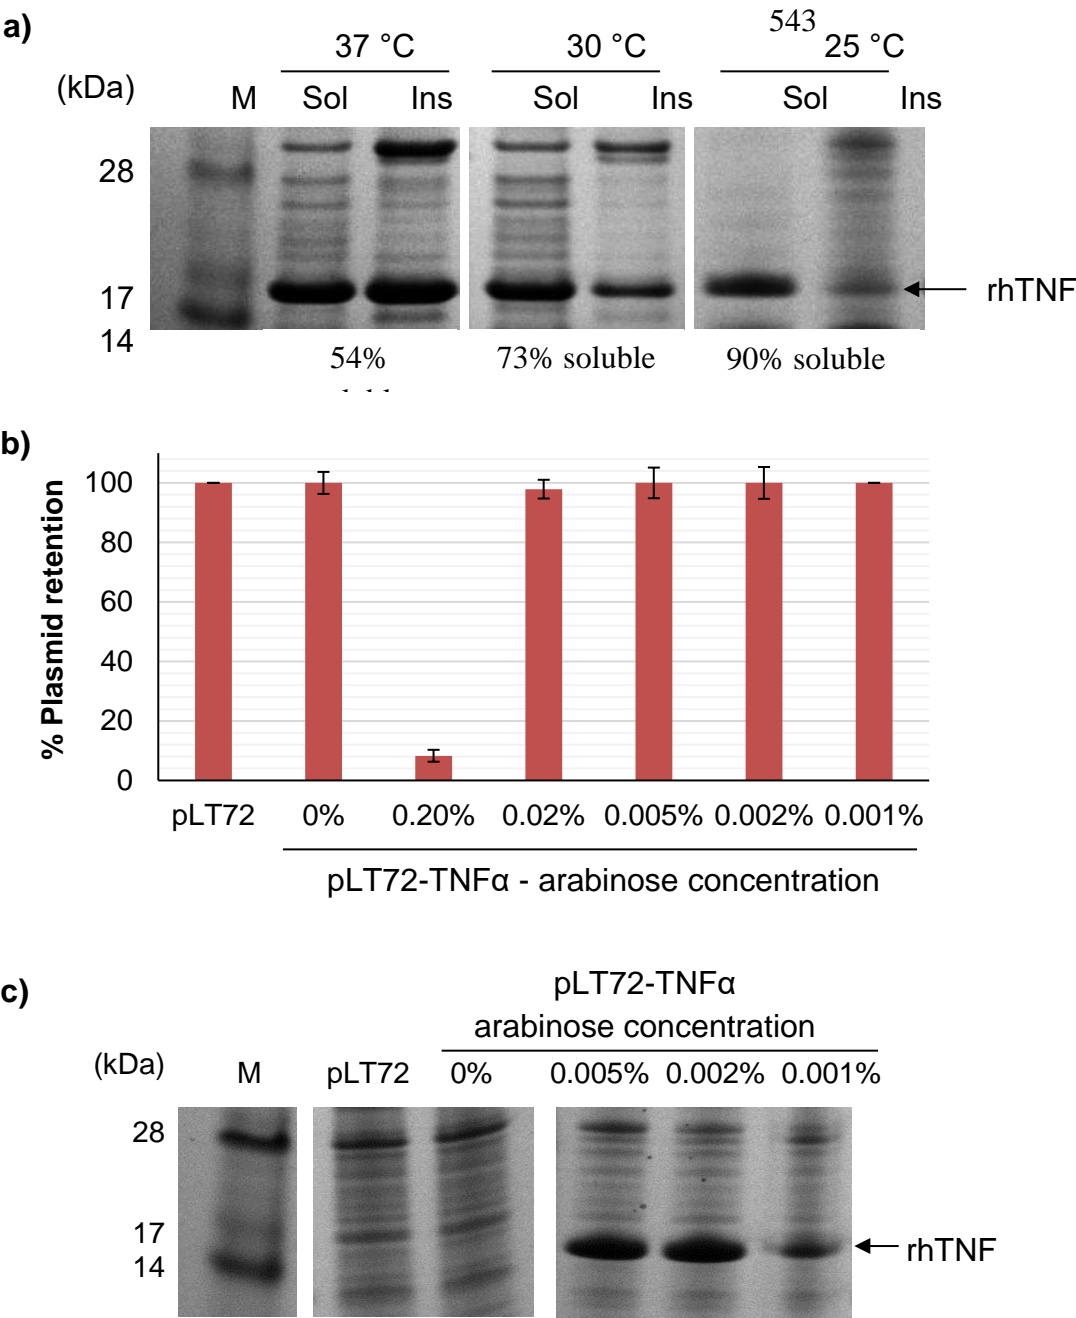 a)
543
37 °C 30 °C 25 °C
(kDa)
M Sol Ins Sol Ins Sol Ins
28
17
rhTNF
14
54% 73% soluble 90% soluble
b)
% Plasmid retention
100
80
60
40
20
0
pLT72 0% 0.20% 0.02% 0.005% 0.002% 0.001%
pLT72-TNFα - arabinose concentration
c)
pLT72-TNFα
arabinose concentration
(kDa) M pLT72 0% 0.005% 0.002% 0.001%
28
17
rhTNF
14